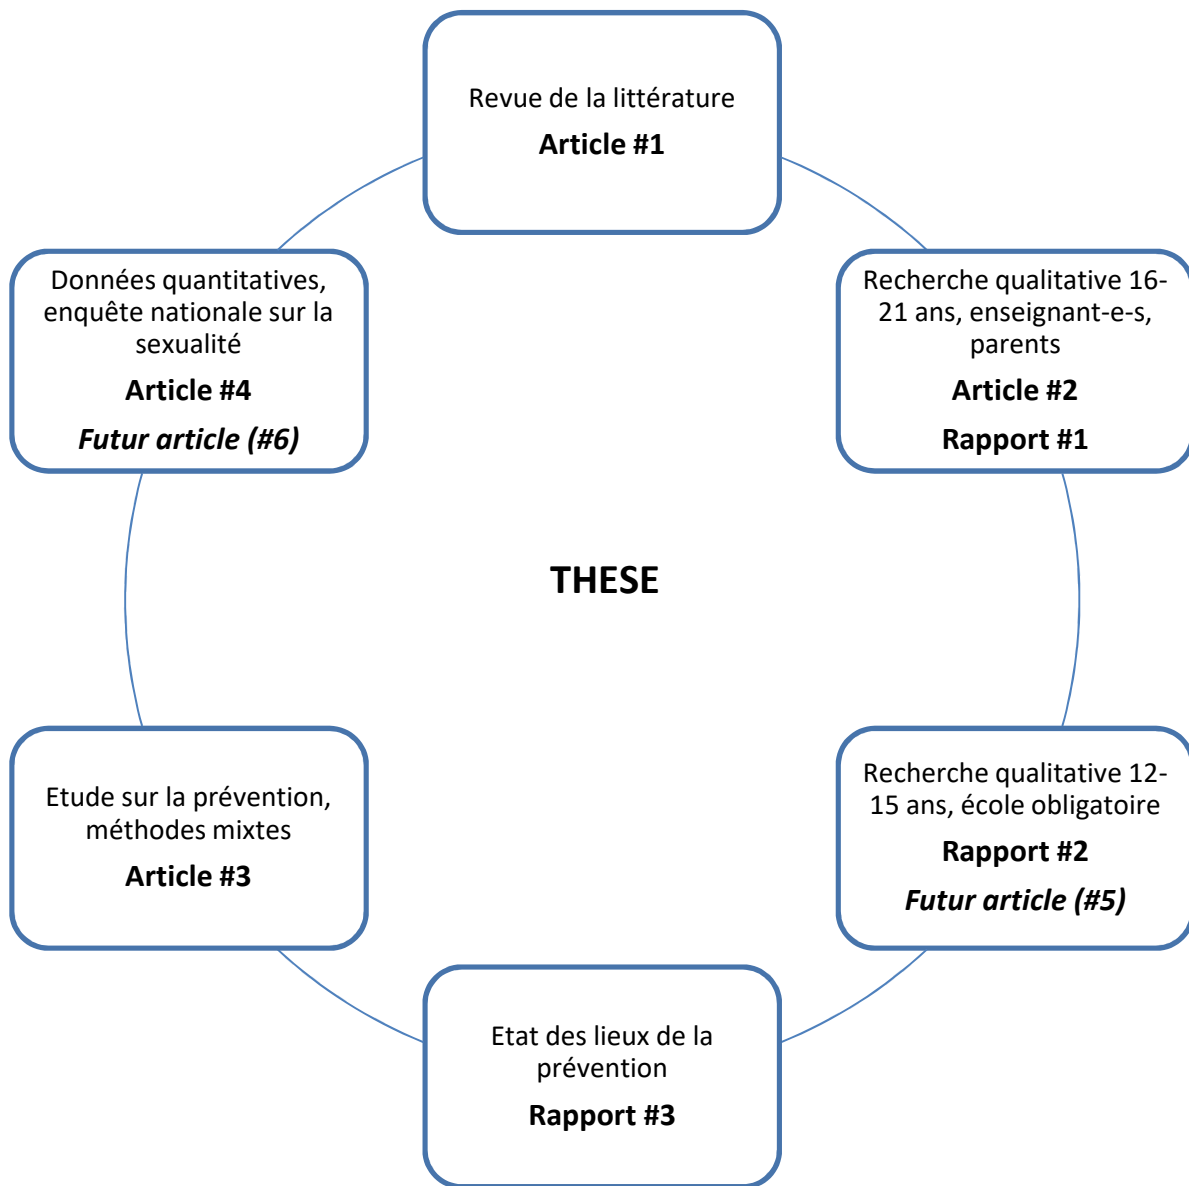 Revue de la littérature
Article #1
Recherche qualitative 16-
21 ans, enseignant-e-s,
parents
Article #2
Rapport #1
Recherche qualitative 12-
15 ans, école obligatoire
Rapport #2
Futur article (#5)
Etat des lieux de la
prévention
Rapport #3
Etude sur la prévention,
méthodes mixtes
Article #3
Données quantitatives,
enquête nationale sur la
sexualité
Article #4
Futur article (#6)
THESE